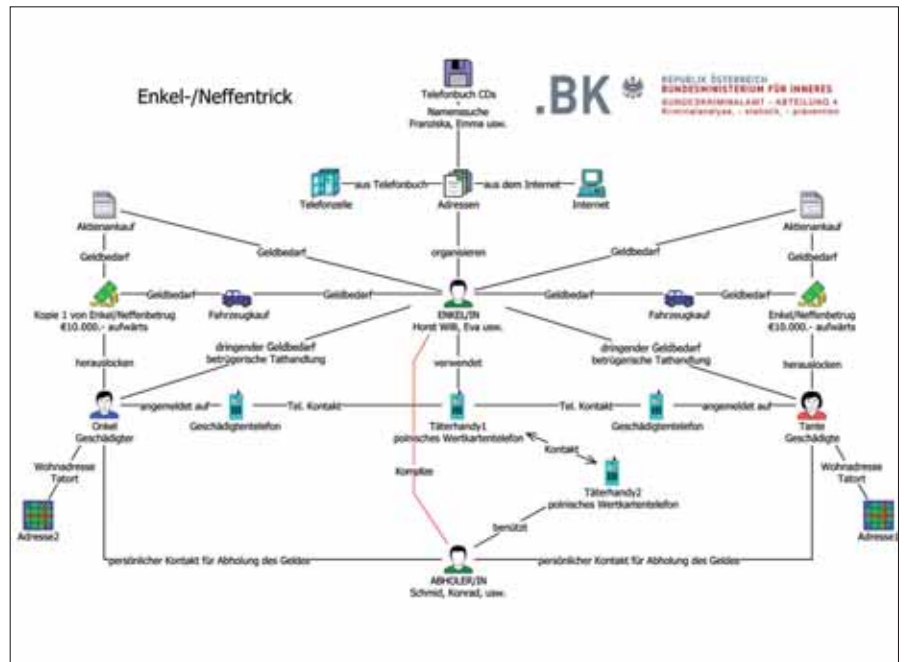 Enkel-/Neffentrick
.BK
REPUBLIK ÖSTERREICH
BUNDESMINISTERIUM FÜR INNERES
BUNDESKRIMINALAMT - ABTEILUNG 4
Kriminalanalyse, - statistik, - prävention
Telefonbuch CDs
Namenssuche
Franziska, Emma usw.
aus Telefonbuch
aus dem Internet
Telefonzelle
Adressen
Internet
Aktienankauf
Aktienankauf
Geldbedarf
organisieren
Geldbedarf
Geldbedarf
Geldbedarf
Geldbedarf
Geldbedarf
Geldbedarf
Geldbedarf
Kopie 1 von Enkel/Neffenbetrug
€10.000.- aufwärts
Fahrzeugkauf
ENKEL/IN
Horst Willi, Eva usw.
Fahrzeugkauf
Enkel/Neffenbetrug
€10.000.- aufwärts
dringender Geldbedarf
betrügerische Tathandlung
dringender Geldbedarf
betrügerische Tathandlung
herauslocken
verwendet
herauslocken
angemeldet auf
Tel. Kontakt
Tel. Kontakt
angemeldet auf
Onkel
Geschädigter
Geschädigtentelefon
Täterhandy1
polnisches Wertkartentelefon
Geschädigtentelefon
Tante
Geschädigte
Kontakt
Wohnadresse
Tatort
Komplize
Wohnadresse
Tatort
Täterhandy2
polnisches Wertkartentelefon
benützt
Adresse2
Adresse1
persönlicher Kontakt für Abholung des Geldes
persönlicher Kontakt für Abholung des Geldes
ABHOLER/IN
Schmid, Konrad, usw.